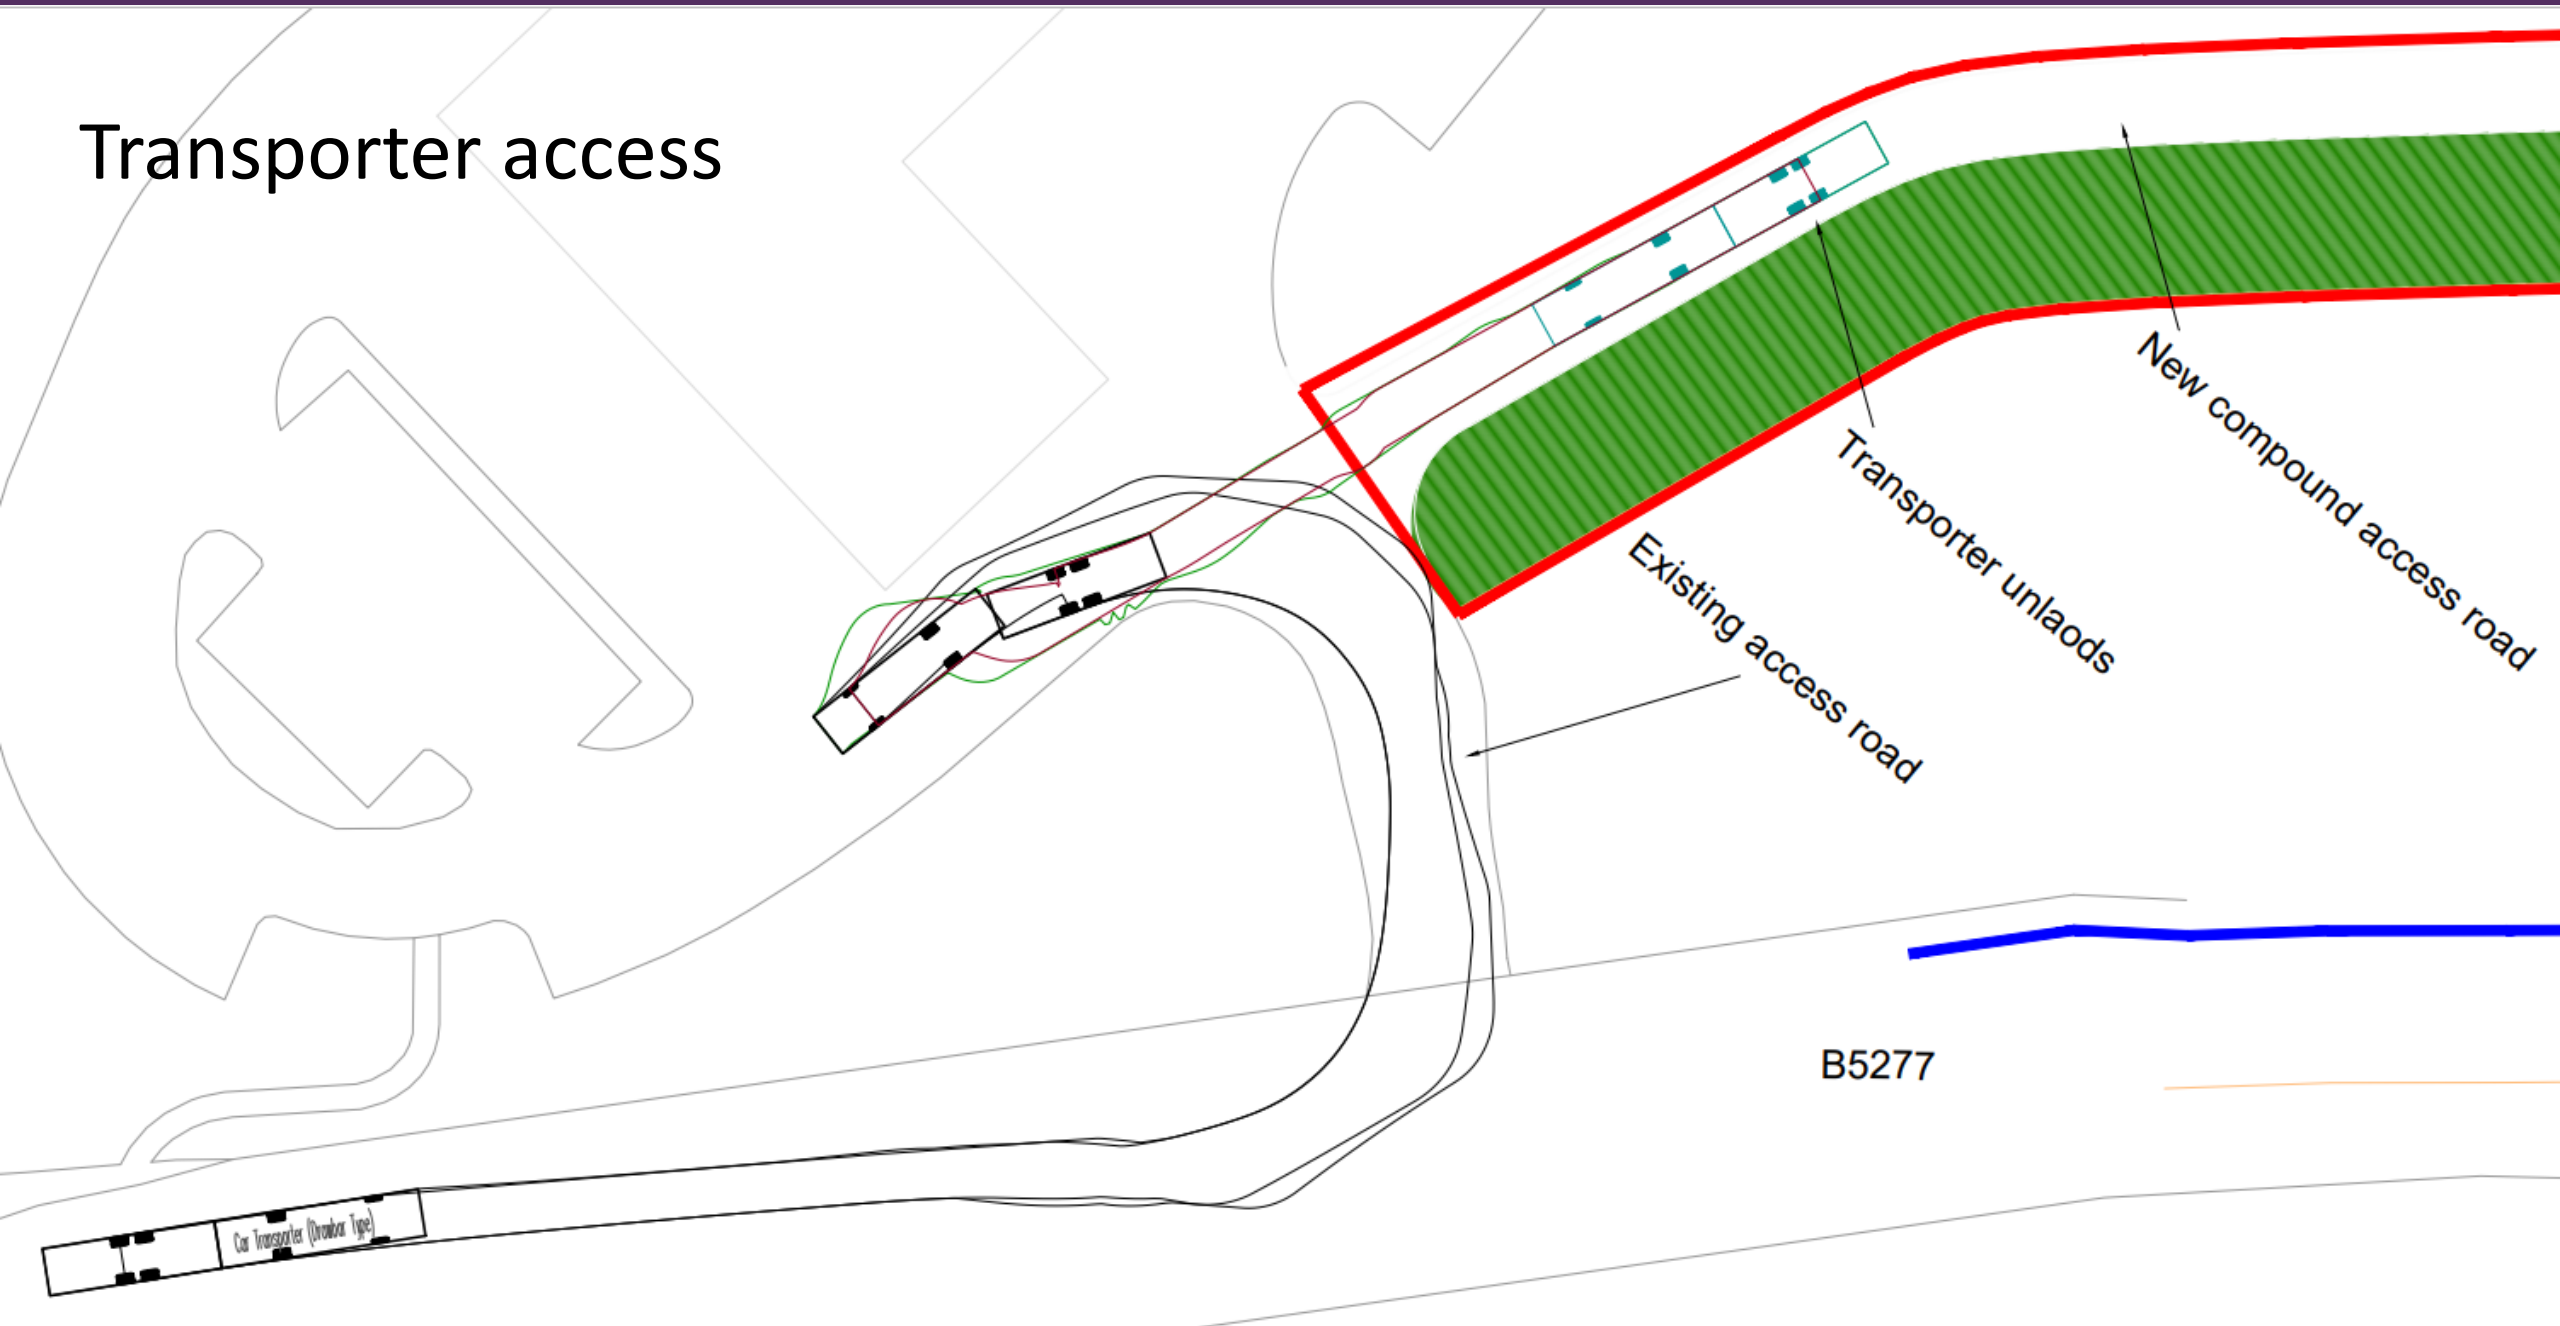 Transporter access
New compound access road
Transporter unlaods
Existing access road
B5277
Car Transporter (Drawbar Type)